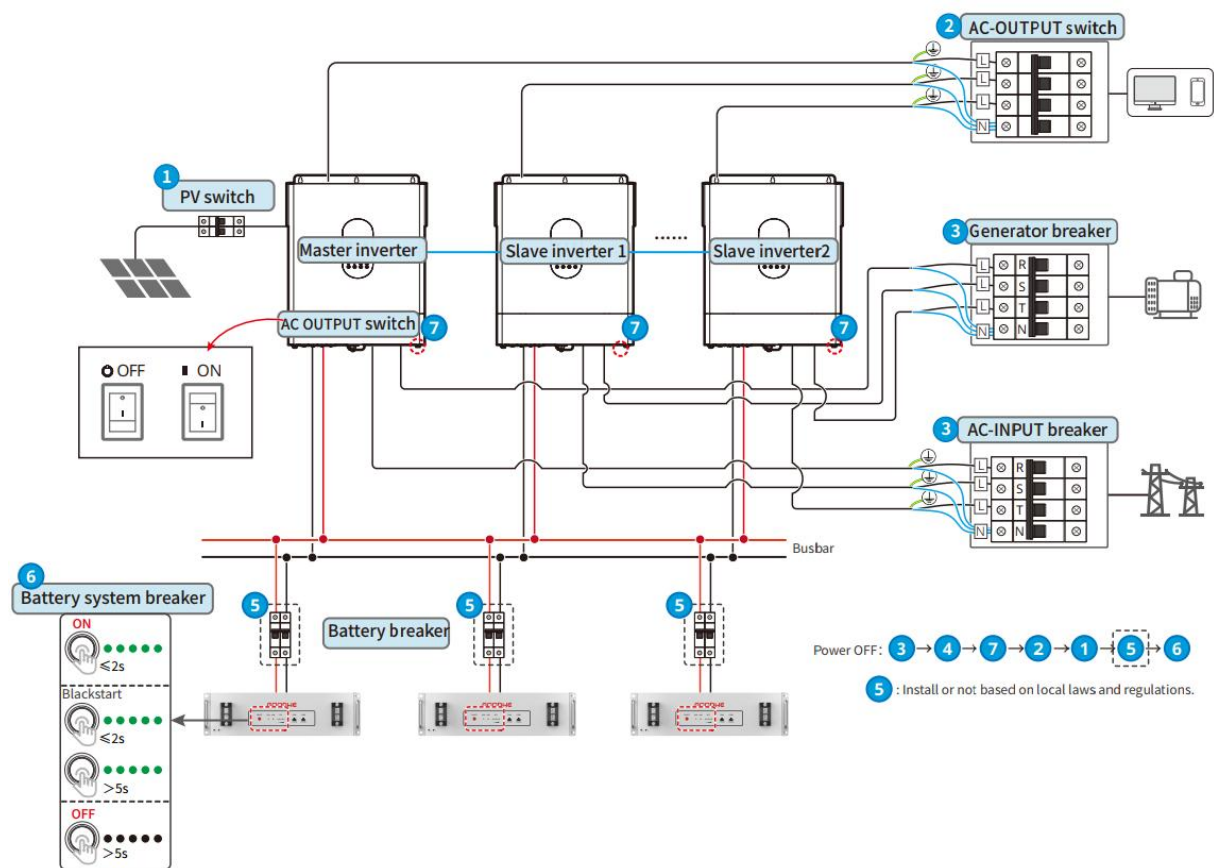 2 AC-OUTPUT switch
L
L
L
N
1
PV switch
Master inverter
Slave inverter 1
......
Slave inverter2
3 Generator breaker
L R
L S
L T
N N
AC OUTPUT switch
7
7
7
OFF
ON
3 AC-INPUT breaker
L R
L S
L T
N N
Busbar
6
Battery system breaker
ON
⩽2s
Blackstart
⩽2s
>5s
OFF
>5s
5
Battery breaker
5
5
Power OFF: 3→4→7→2→1→5→6
5 : Install or not based on local laws and regulations.